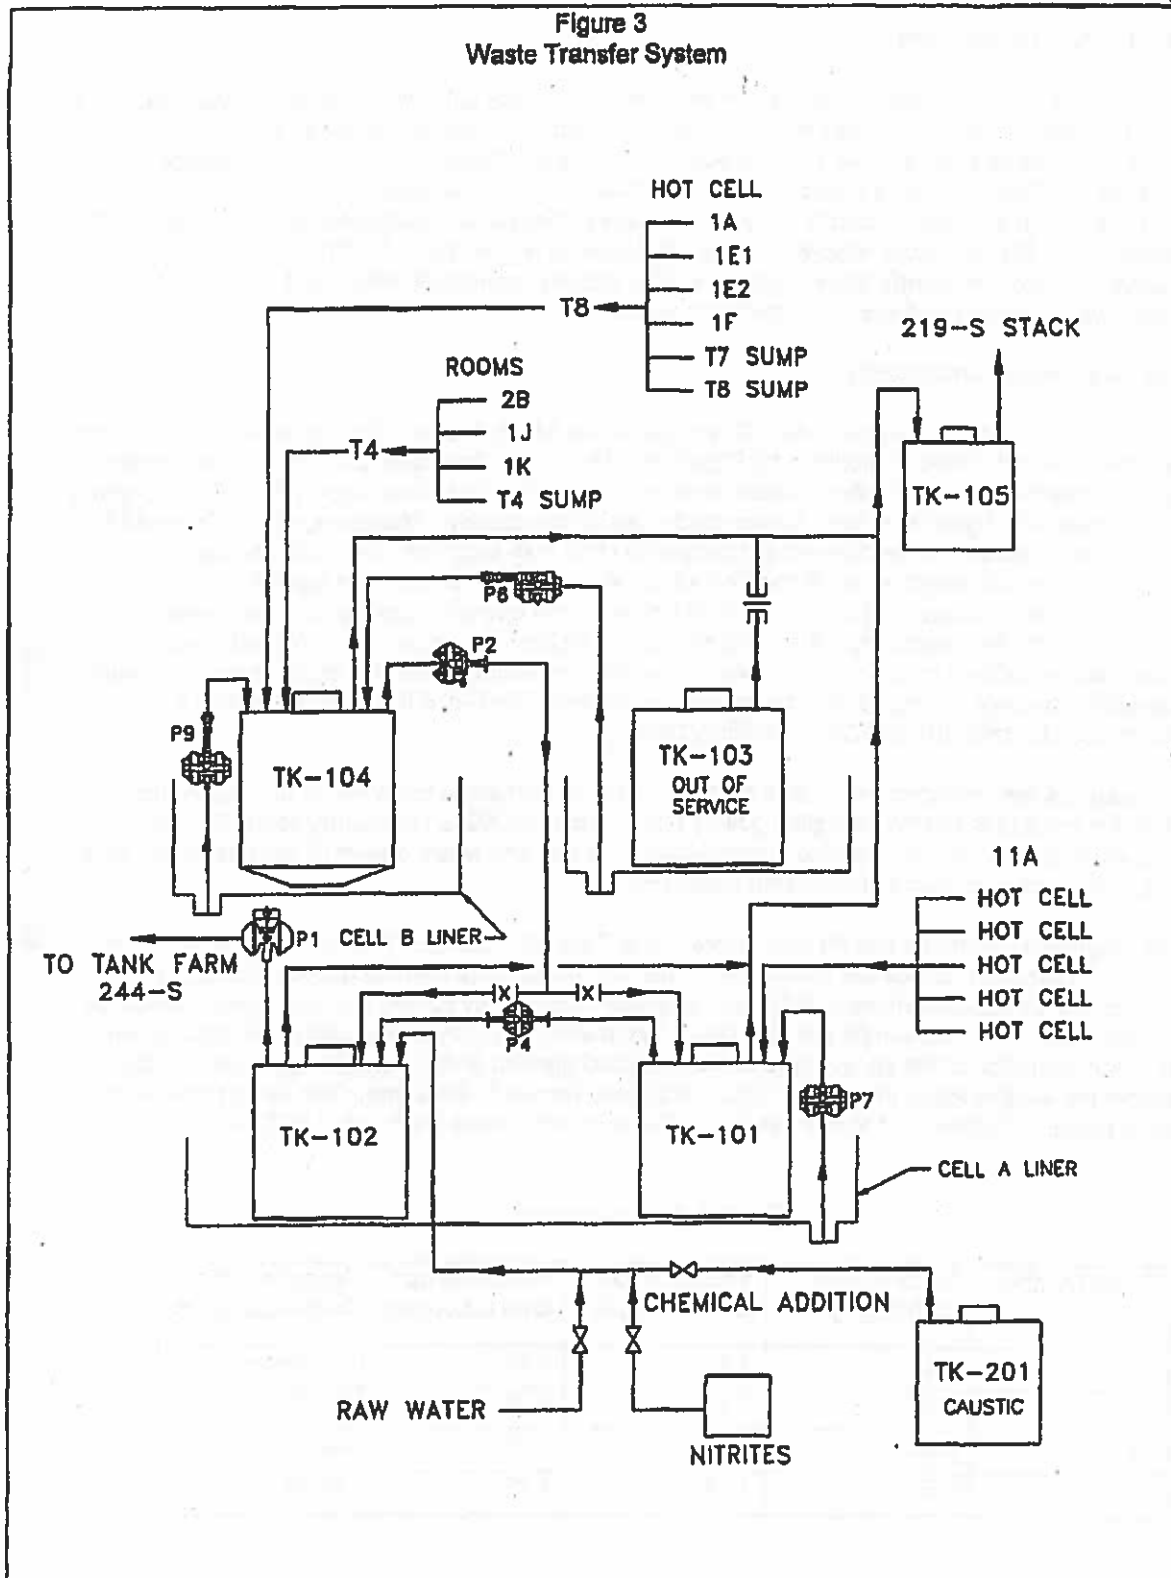 Figure 3
Waste Transfer System
HOT CELL
1A
1E1
1E2
1F
T7 SUMP
T8 SUMP
T8
219-S STACK
ROOMS
2B
1J
1K
T4 SUMP
T4
TK-105
P6
P2
P9
TK-104
TK-103
OUT OF
SERVICE
11A
HOT CELL
HOT CELL
HOT CELL
HOT CELL
HOT CELL
P1
CELL B LINER
TO TANK FARM
244-S
X
X
P4
P7
TK-102
TK-101
CELL A LINER
CHEMICAL ADDITION
TK-201
CAUSTIC
RAW WATER
NITRITES